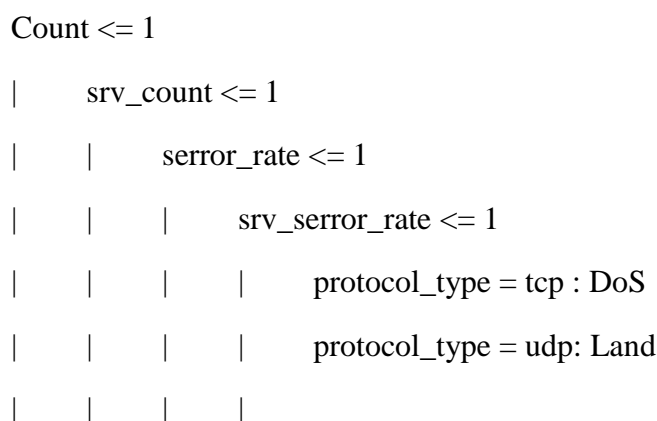 Count <= 1
| srv_count <= 1
| | serror_rate <= 1
| | | srv_serror_rate <= 1
| | | | protocol_type = tcp : DoS
| | | | protocol_type = udp: Land
| | | |